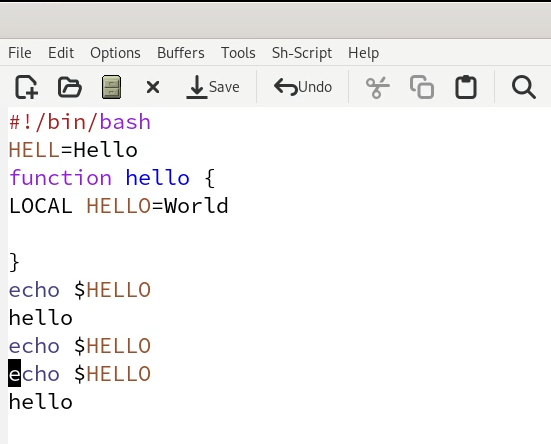 File Edit Options Buffers Tools Sh-Script Help
Save Undo
#!/bin/bash
HELL=Hello
function hello {
LOCAL HELLO=World
}
echo $HELLO
hello
echo $HELLO
echo $HELLO
hello